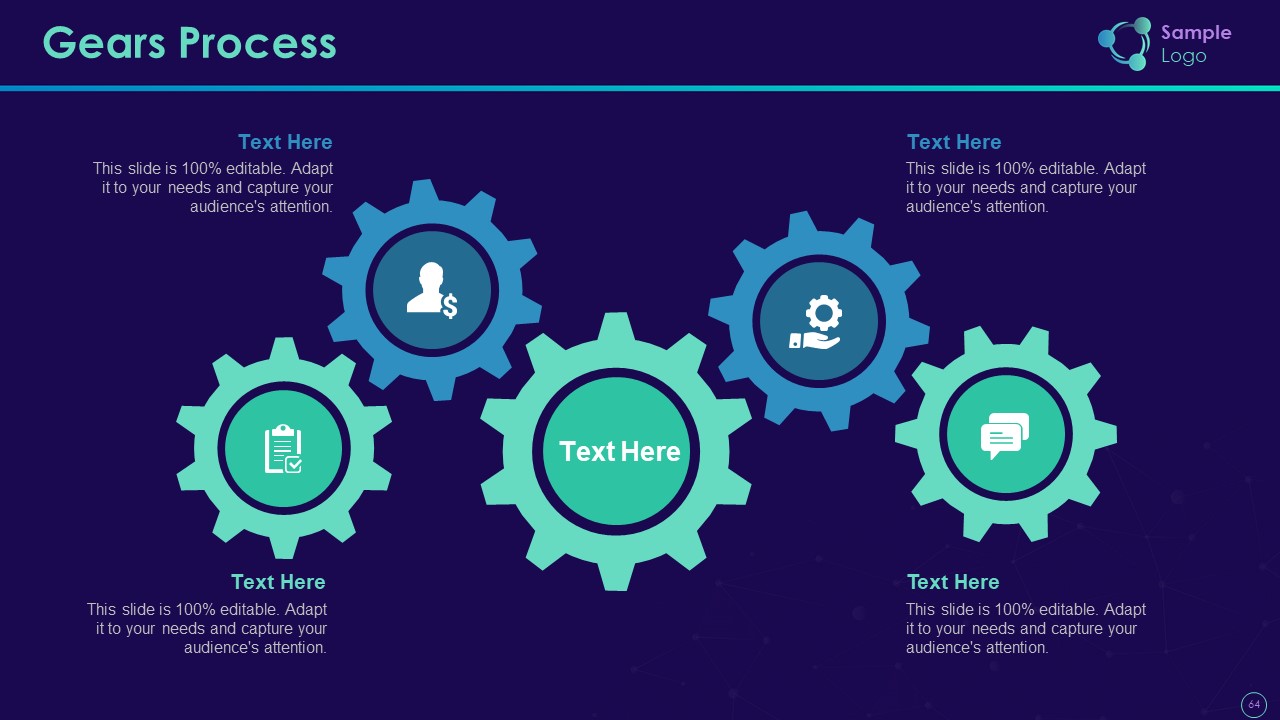 Gears Process
Sample
Logo
Text Here
This slide is 100% editable. Adapt
it to your needs and capture your
audience's attention.
Text Here
This slide is 100% editable. Adapt
it to your needs and capture your
audience's attention.
Text Here
Text Here
This slide is 100% editable. Adapt
it to your needs and capture your
audience's attention.
Text Here
This slide is 100% editable. Adapt
it to your needs and capture your
audience's attention.
64